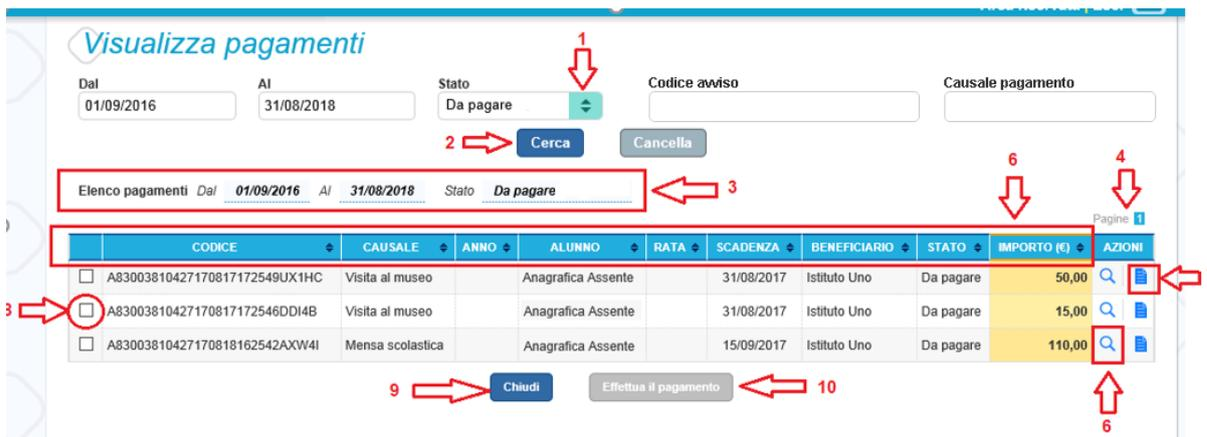 Visualizza pagamenti
1
Dal Al Stato Codice avviso Causale pagamento
01/09/2016 31/08/2018 Da pagare
2 Cerca Cancella
6 4
Elenco pagamenti Dal 01/09/2016 Al 31/08/2018 Stato Da pagare 3
Pagine 1
CODICE CAUSALE ANNO ALUNNO RATA SCADENZA BENEFICIARIO STATO IMPORTO (€) AZIONI
A83003810427170817172549UX1HC Visita al museo Anagrafica Assente 31/08/2017 Istituto Uno Da pagare 50,00
A83003810427170817172546DDI4B Visita al museo Anagrafica Assente 31/08/2017 Istituto Uno Da pagare 15,00
A83003810427170818162542AXW4I Mensa scolastica Anagrafica Assente 15/09/2017 Istituto Uno Da pagare 110,00
9 Chiudi Effettua il pagamento 10
6